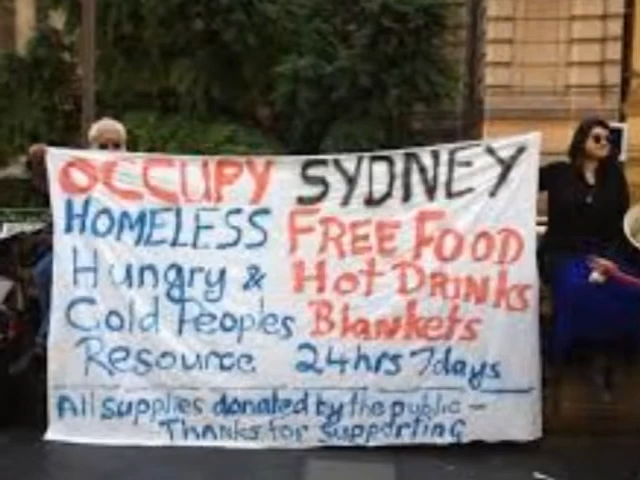 OCCUPY SYDNEY
HOMELESS FREE FOOD
Hungry & Hot DRINKS
Cold Peoples Blankets
Resource 24hrs 7days
All supplies donated by the public -
Thanks for supporting